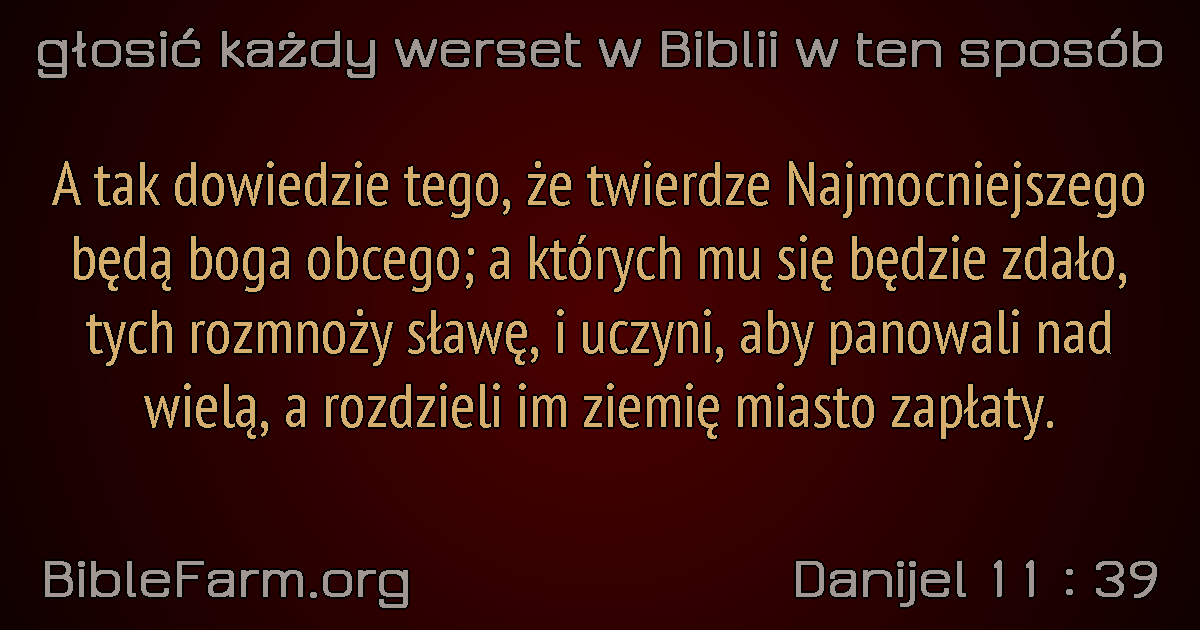 głosić każdy werset w Biblii w ten sposób
A tak dowiedzie tego, że twierdze Najmocniejszego
będą boga obcego; a których mu się będzie zdało,
tych rozmnoży sławę, i uczyni, aby panowali nad
wielą, a rozdzieli im ziemię miasto zapłaty.
BibleFarm.org
Danijel 11 : 39